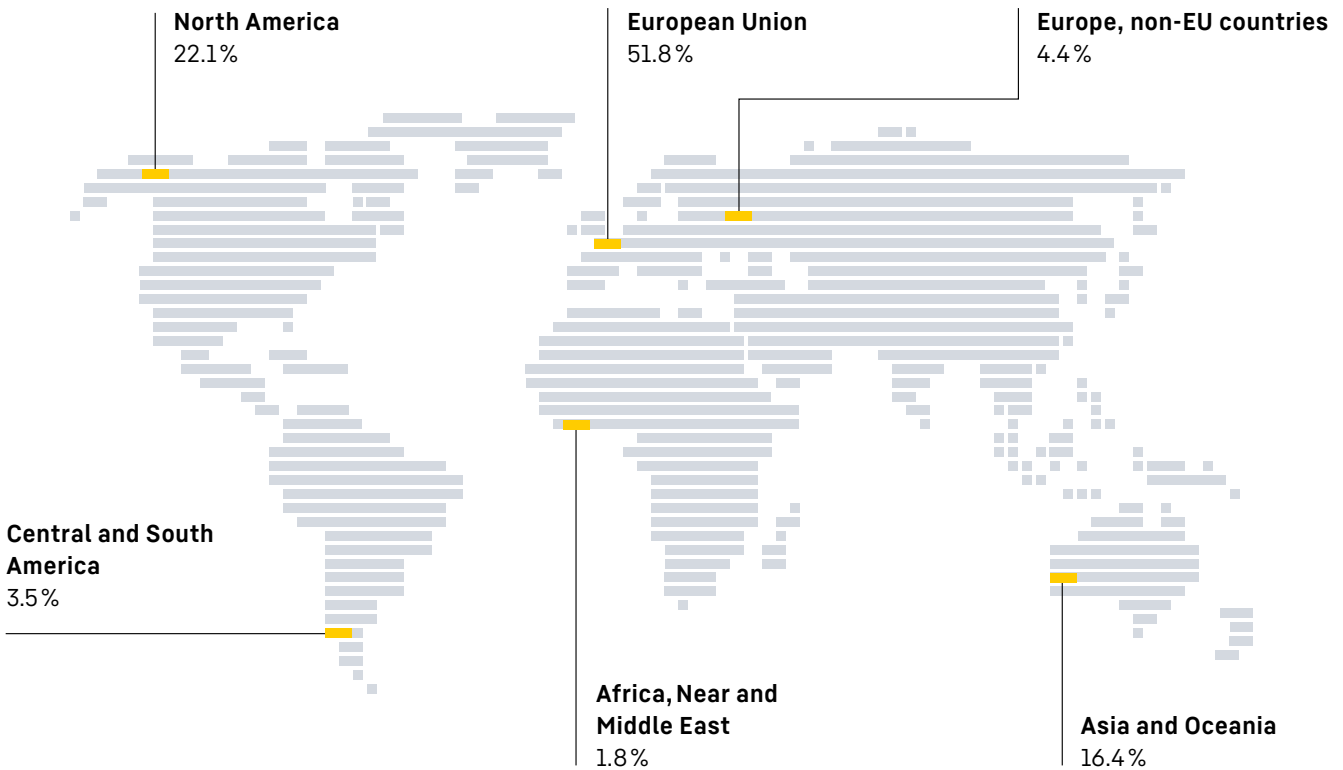 North America
22.1 %
European Union
51.8 %
Europe, non-EU countries
4.4 %
Central and South
America
3.5 %
Africa, Near and
Middle East
1.8 %
Asia and Oceania
16.4 %